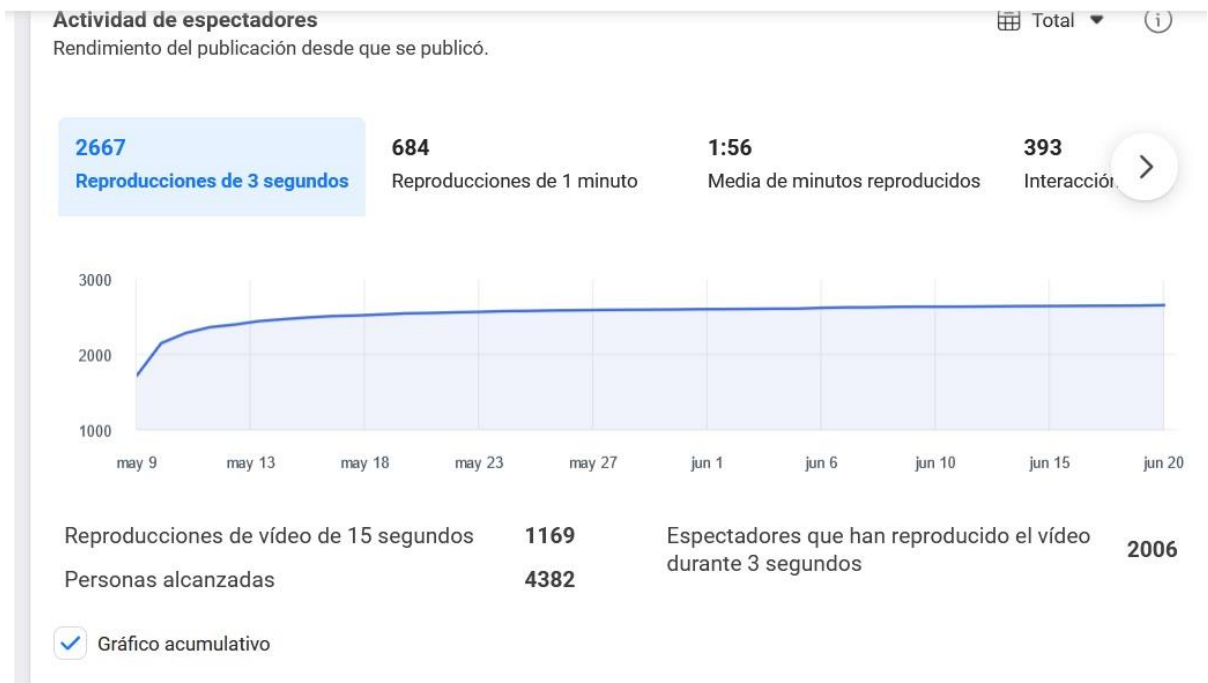 Actividad de espectadores
Total
Rendimiento del publicación desde que se publicó.
2667
Reproducciones de 3 segundos
684
Reproducciones de 1 minuto
1:56
Media de minutos reproducidos
393
Interacción
3000
2000
1000
may 9 may 13 may 18 may 23 may 27 jun 1 jun 6 jun 10 jun 15 jun 20
Reproducciones de vídeo de 15 segundos 1169
Personas alcanzadas 4382
Espectadores que han reproducido el vídeo
durante 3 segundos
2006
Gráfico acumulativo